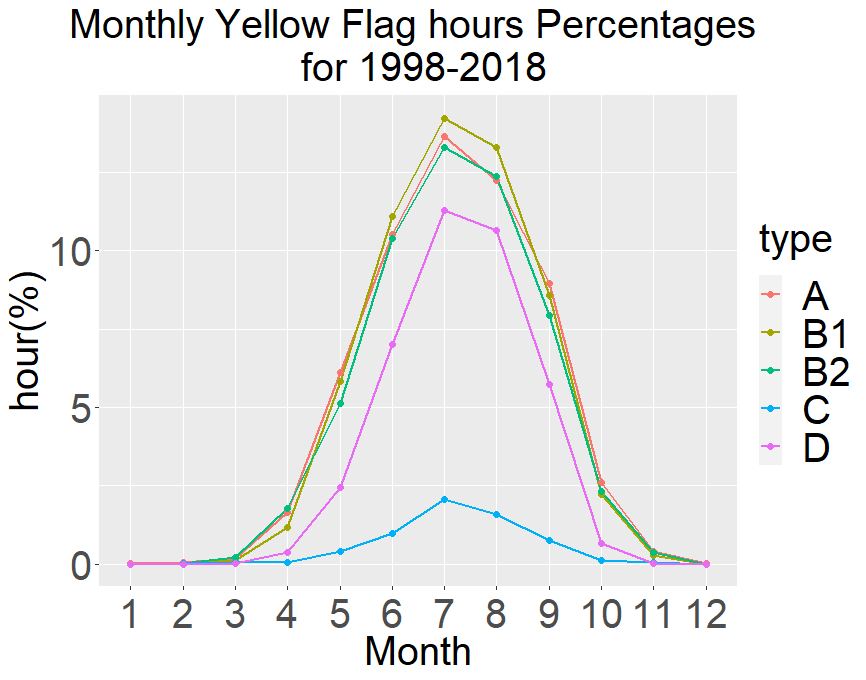 Monthly Yellow Flag hours Percentages
for 1998-2018
hour(%)
10
5
0
1 2 3 4 5 6 7 8 9 10 11 12
Month
type
A
B1
B2
C
D